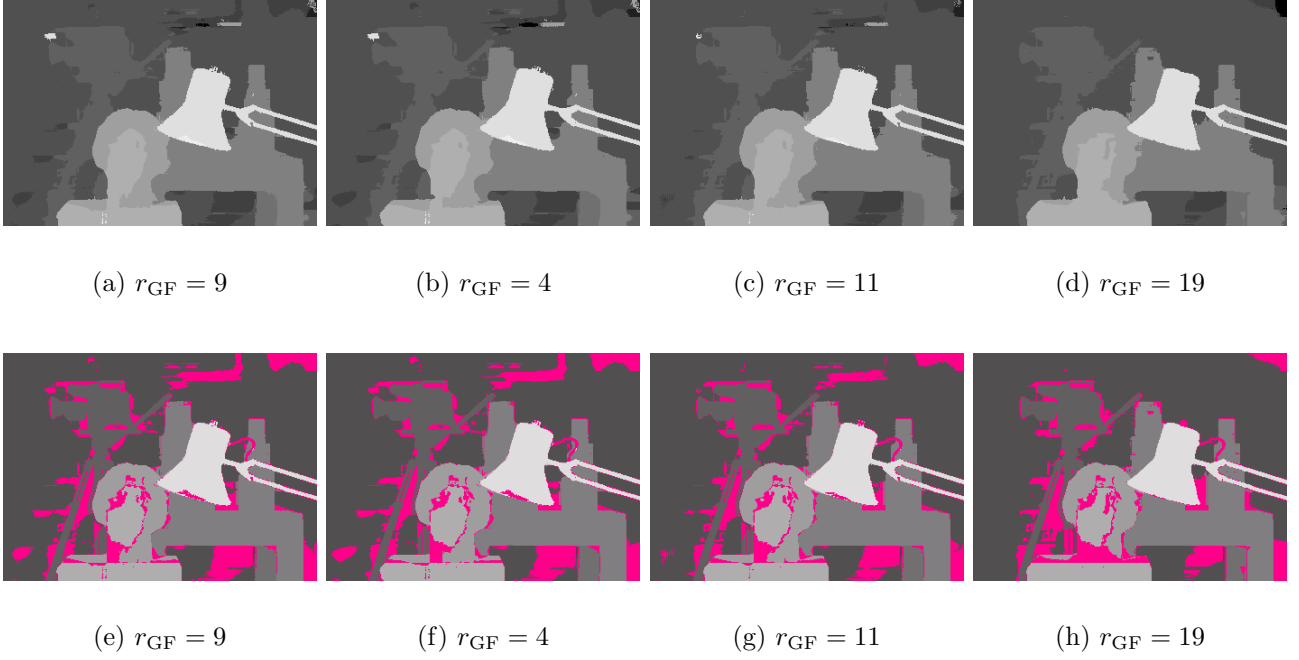 (a) r_GF = 9 (b) r_GF = 4 (c) r_GF = 11 (d) r_GF = 19
(e) r_GF = 9 (f) r_GF = 4 (g) r_GF = 11 (h) r_GF = 19